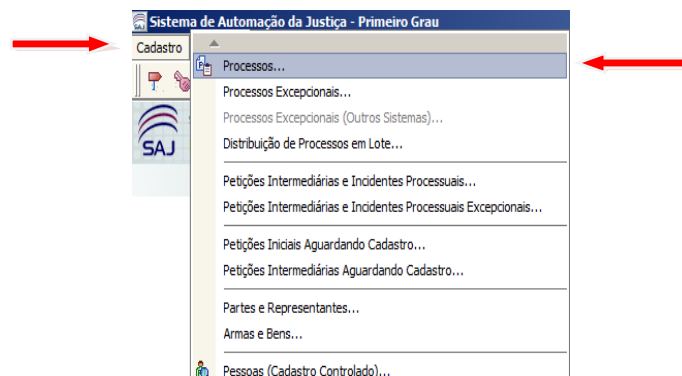 Sistema de Automação da Justiça - Primeiro Grau
Cadastro
Processos...
Processos Excepcionais...
Processos Excepcionais (Outros Sistemas)...
SAJ
Distribuição de Processos em Lote...
Petições Intermediárias e Incidentes Processuais...
Petições Intermediárias e Incidentes Processuais Excepcionais...
Petições Iniciais Aguardando Cadastro...
Petições Intermediárias Aguardando Cadastro...
Partes e Representantes...
Armas e Bens...
Pessoas (Cadastro Controlado)...